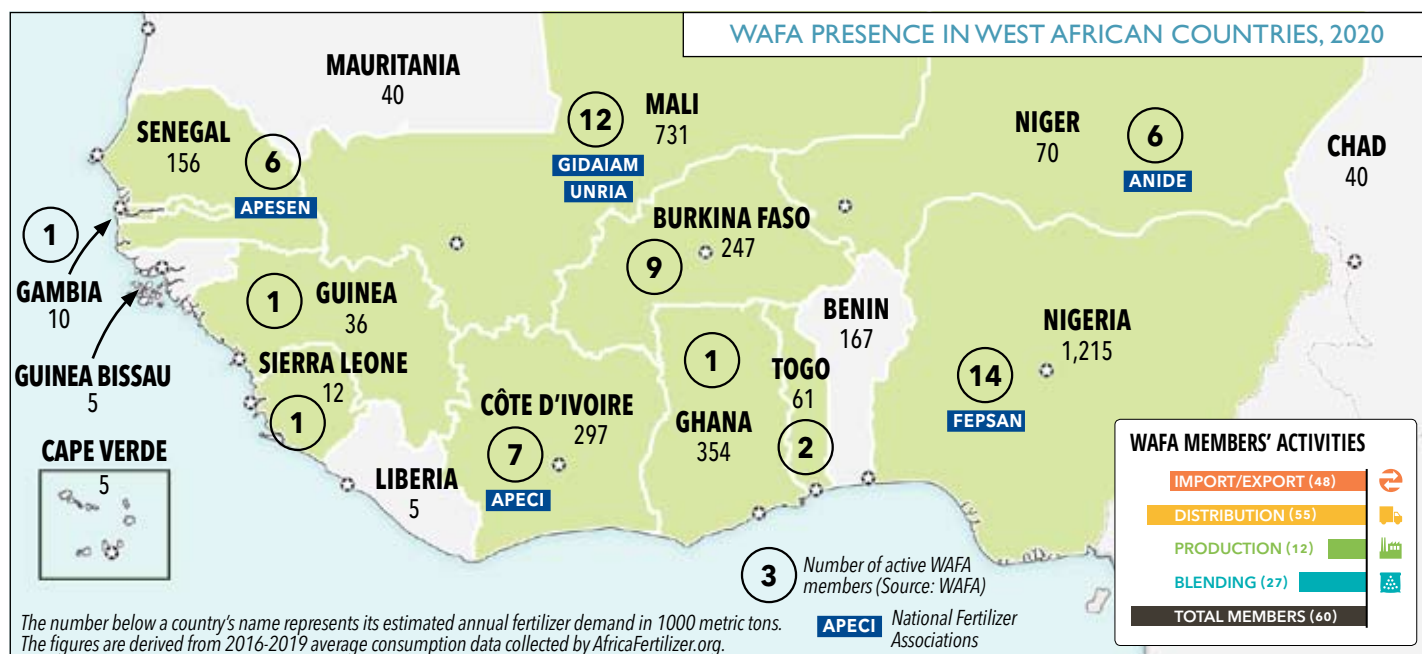 WAFA PRESENCE IN WEST AFRICAN COUNTRIES, 2020
MAURITANIA
40
SENEGAL
156
6
APESEN
12
GIDAIAM
UNRIA
MALI
731
NIGER
70
6
ANIDE
CHAD
40
1
GAMBIA
10
GUINEA BISSAU
5
1
GUINEA
36
BURKINA FASO
247
9
BENIN
167
NIGERIA
1,215
14
FEPSAN
SIERRA LEONE
12
1
CÔTE D'IVOIRE
297
7
APECI
1
GHANA
354
TOGO
61
2
LIBERIA
5
CAPE VERDE
5
WAFA MEMBERS' ACTIVITIES
IMPORT/EXPORT (48)
DISTRIBUTION (55)
PRODUCTION (12)
BLENDING (27)
TOTAL MEMBERS (60)
3
Number of active WAFA
members (Source: WAFA)
APECI
National Fertilizer
Associations
The number below a country's name represents its estimated annual fertilizer demand in 1000 metric tons.
The figures are derived from 2016-2019 average consumption data collected by AfricaFertilizer.org.